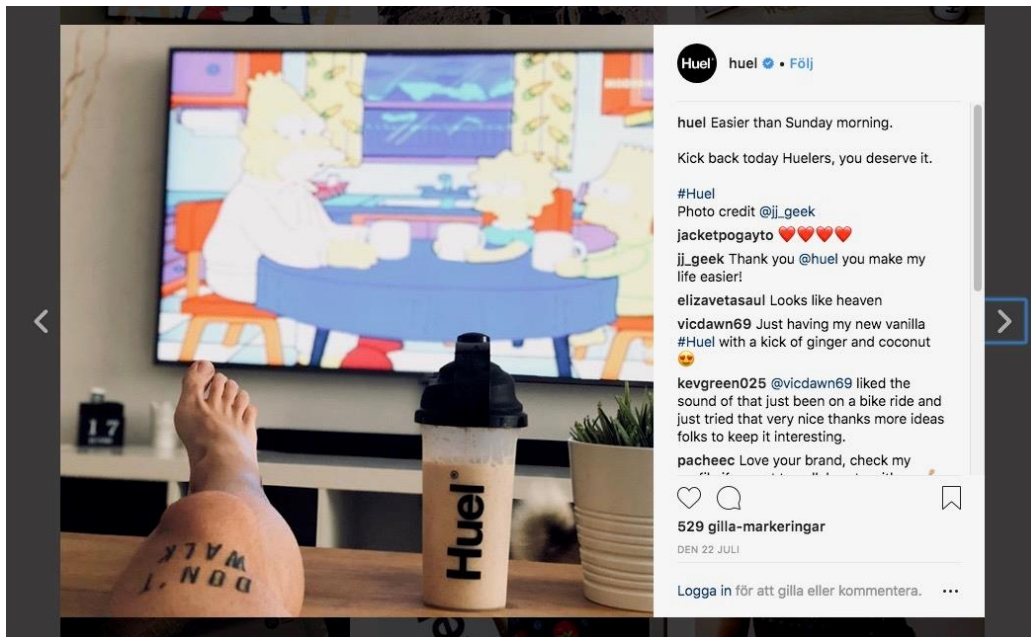 Huel
huel • Följ
huel Easier than Sunday morning.
Kick back today Huelers, you deserve it.
#Huel
Photo credit @jj_geek
jacketpogayto ❤️❤️❤️❤️
jj_geek Thank you @huel you make my
life easier!
elizavetasaul Looks like heaven
vicdawn69 Just having my new vanilla
#Huel with a kick of ginger and coconut
😍
kevgreen025 @vicdawn69 liked the
sound of that just been on a bike ride and
just tried that very nice thanks more ideas
folks to keep it interesting.
pacheec Love your brand, check my
529 gilla-markeringar
DEN 22 JULI
Logga in för att gilla eller kommentera. •••
17
Huel®
DON'T
WALK